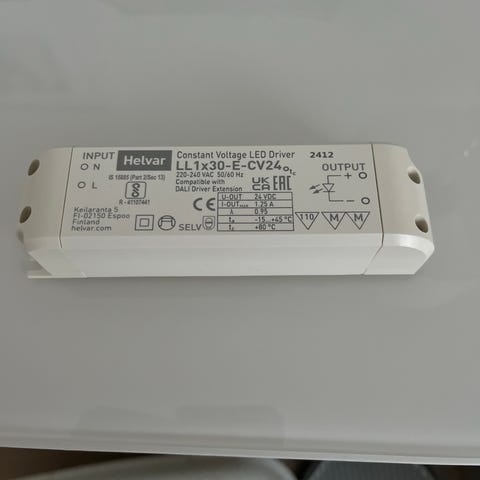 INPUT
N
L
Helvar
IS 15885 (Part 2/Sec 13)
R - 41107441
Keilaranta 5
FI-02150 Espoo
Finland
helvar.com
Constant Voltage LED Driver
LL1x30-E-CV24
220-240 VAC 50/60 Hz
Compatible with
DALI Driver Extension
CE
SELV
UK CA EAC
tc
U-OUT 24 VDC
I-OUTmax 1.25 A
λ 0.95
ta -15...+45 °C
tc +80 °C
2412
OUTPUT
+
-
110 M M